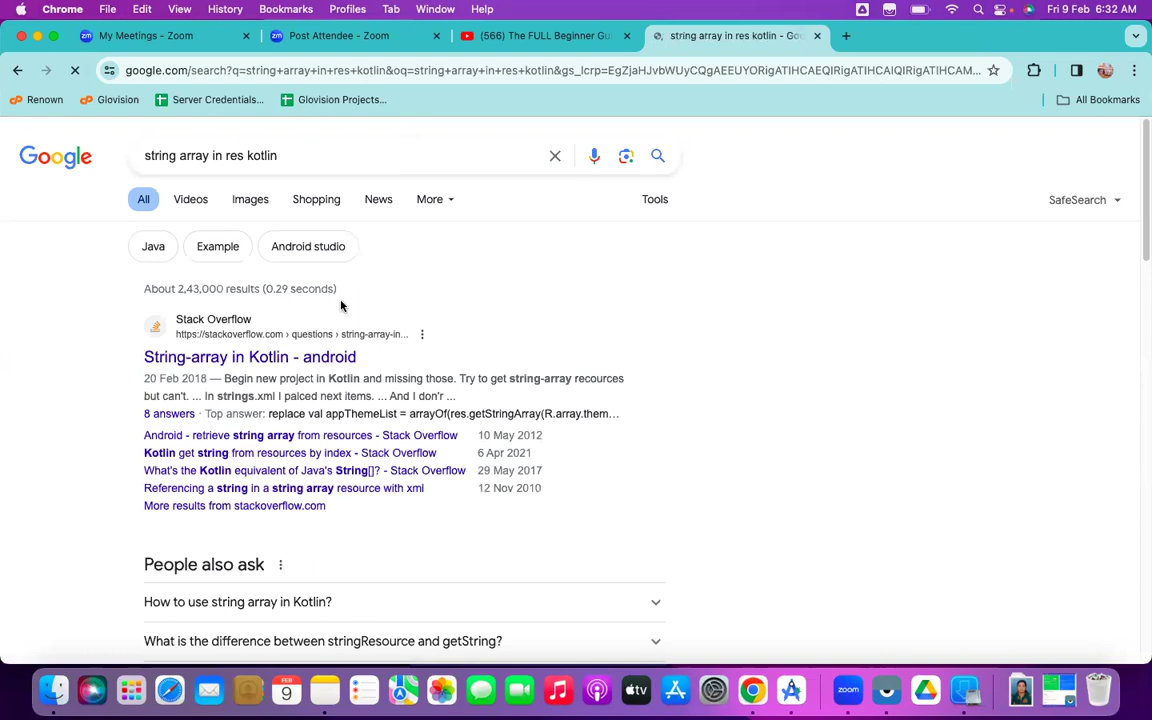 Chrome File Edit View History Bookmarks Profiles Tab Window Help Fri 9 Feb 6:32 AM
zm My Meetings - Zoom zm Post Attendee - Zoom (566) The FULL Beginner Gui string array in res kotlin - Goo
google.com/search?q=string+array+in+res+kotlin&oq=string+array+in+res+kotlin&gs_lcrp=EgZjaHJvbWUyCQgAEEUYORigATIHCAEQIRigATIHCAIQIRigATIHCAM...
Renown Glovision Server Credentials... Glovision Projects... All Bookmarks
Google string array in res kotlin
All Videos Images Shopping News More Tools SafeSearch
Java Example Android studio
About 2,43,000 results (0.29 seconds)
Stack Overflow
https://stackoverflow.com › questions › string-array-in...
String-array in Kotlin - android
20 Feb 2018 — Begin new project in Kotlin and missing those. Try to get string-array recources
but can't. ... In strings.xml I palced next items. ... And I don'r ...
8 answers · Top answer: replace val appThemeList = arrayOf(res.getStringArray(R.array.them...
Android - retrieve string array from resources - Stack Overflow 10 May 2012
Kotlin get string from resources by index - Stack Overflow 6 Apr 2021
What's the Kotlin equivalent of Java's String[]? - Stack Overflow 29 May 2017
Referencing a string in a string array resource with xml 12 Nov 2010
More results from stackoverflow.com
People also ask
How to use string array in Kotlin?
What is the difference between stringResource and getString?
FEB
9
tv
zoom